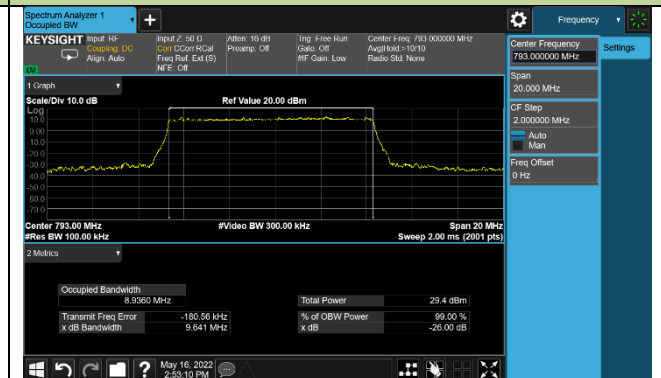 Spectrum Analyzer 1
Occupied BW
+
Frequency
KEYSIGHT
Input: RF
Coupling: DC
Align: Auto
Input Z: 50 Ω
Corr CCorr RCal
Freq Ref: Ext (S)
NFE: Off
Atten: 16 dB
Preamp: Off
Trig: Free Run
Gate: Off
#IF Gain: Low
Center Freq: 793.000000 MHz
Avg|Hold:>10/10
Radio Std: None
LXI
Center Frequency
793.000000 MHz
Settings
Span
20.000 MHz
CF Step
2.000000 MHz
Auto
Man
Freq Offset
0 Hz
1 Graph
Scale/Div 10.0 dB
Ref Value 20.00 dBm
Log
10.0
0.00
-10.0
-20.0
-30.0
-40.0
-50.0
-60.0
-70.0
Center 793.00 MHz
#Video BW 300.00 kHz
Span 20 MHz
#Res BW 100.00 kHz
Sweep 2.00 ms (2001 pts)
2 Metrics
Occupied Bandwidth
8.9360 MHz
Total Power
29.4 dBm
Transmit Freq Error
-180.56 kHz
% of OBW Power
99.00 %
x dB Bandwidth
9.641 MHz
x dB
-26.00 dB
?
May 16, 2022
2:53:10 PM